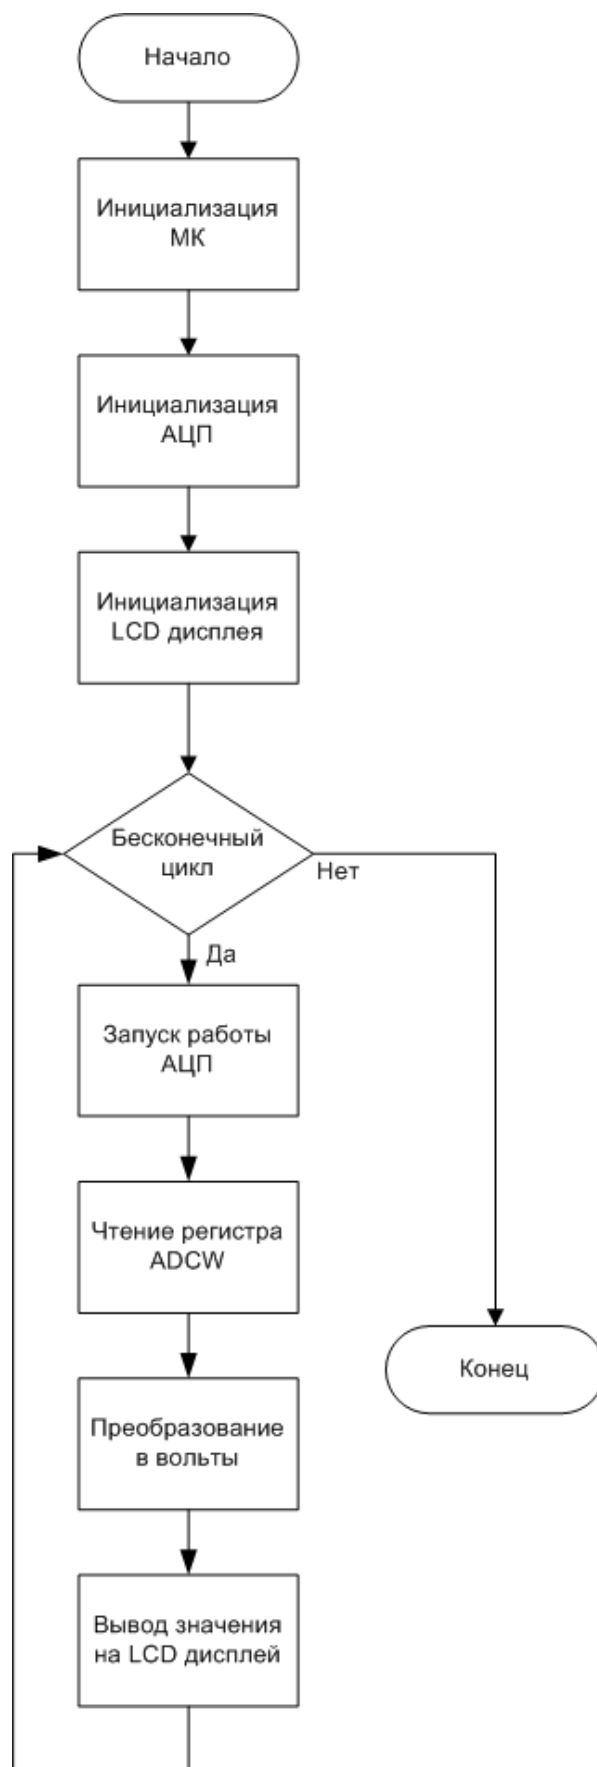 Начало
Инициализация
МК
Инициализация
АЦП
Инициализация
LCD дисплея
Бесконечный
цикл
Нет
Да
Запуск работы
АЦП
Чтение регистра
ADCW
Преобразование
в вольты
Конец
Вывод значения
на LCD дисплей